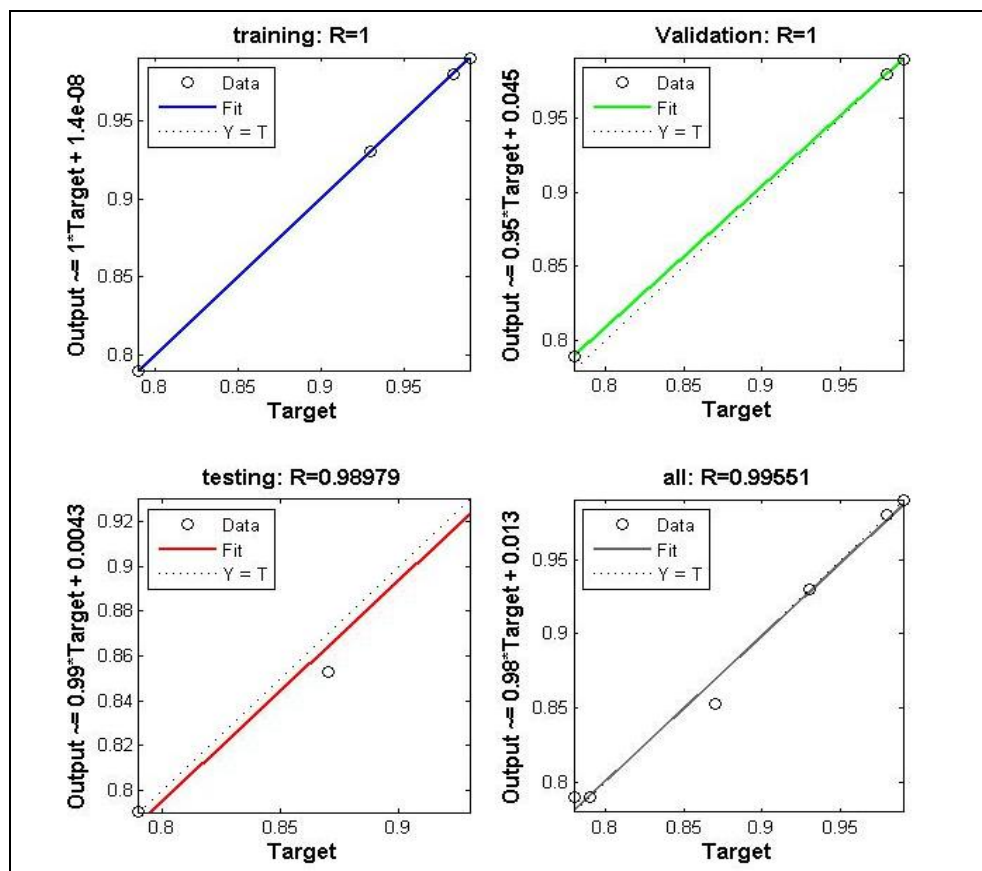 training: R=1
Output ~= 1*Target + 1.4e-08
Data
Fit
Y = T
0.95
0.9
0.85
0.8
0.8
0.85
0.9
0.95
Target
Validation: R=1
Output ~= 0.95*Target + 0.045
Data
Fit
Y = T
0.95
0.9
0.85
0.8
0.8
0.85
0.9
0.95
Target
testing: R=0.98979
Output ~= 0.99*Target + 0.0043
Data
Fit
Y = T
0.92
0.9
0.88
0.86
0.84
0.82
0.8
0.8
0.85
0.9
Target
all: R=0.99551
Output ~= 0.98*Target + 0.013
Data
Fit
Y = T
0.95
0.9
0.85
0.8
0.8
0.85
0.9
0.95
Target